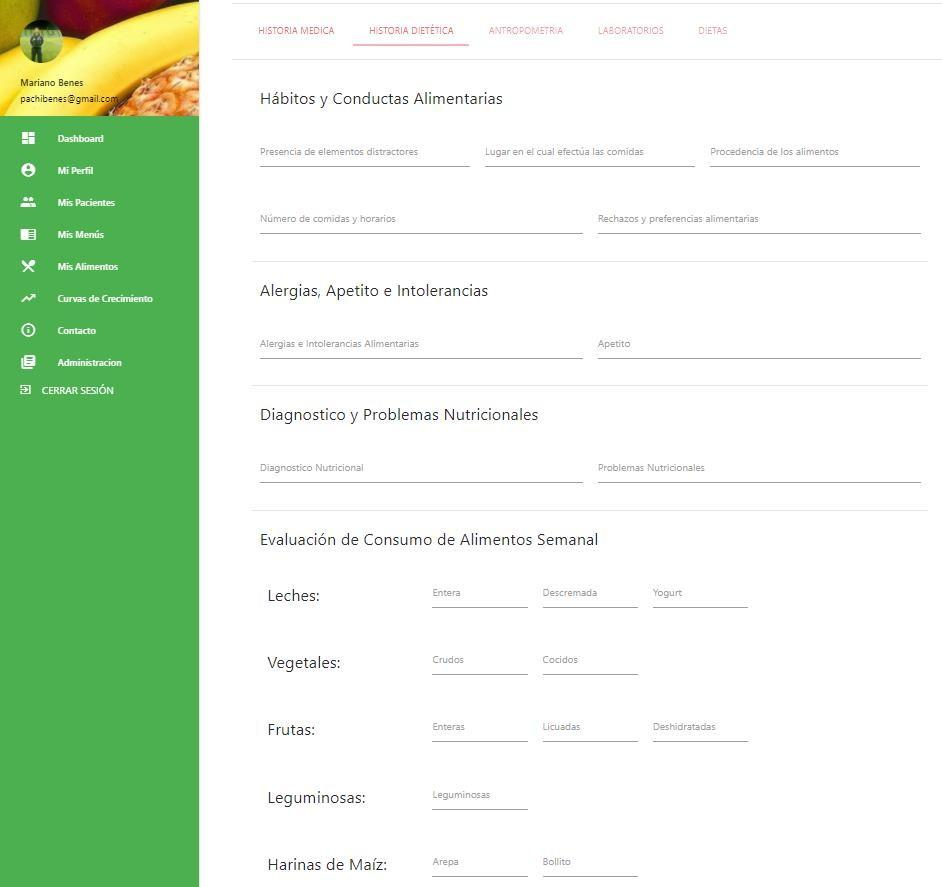 Mariano Benes
pachibenes@gmail.com
Dashboard
Mi Perfil
Mis Pacientes
Mis Menús
Mis Alimentos
Curvas de Crecimiento
Contacto
Administracion
CERRAR SESIÓN
HISTORIA MEDICA HISTORIA DIETÉTICA ANTROPOMETRIA LABORATORIOS DIETAS
Hábitos y Conductas Alimentarias
Presencia de elementos distractores Lugar en el cual efectúa las comidas Procedencia de los alimentos
Número de comidas y horarios Rechazos y preferencias alimentarias
Alergias, Apetito e Intolerancias
Alergias e Intolerancias Alimentarias Apetito
Diagnostico y Problemas Nutricionales
Diagnostico Nutricional Problemas Nutricionales
Evaluación de Consumo de Alimentos Semanal
Leches: Entera Descremada Yogurt
Vegetales: Crudos Cocidos
Frutas: Enteras Licuadas Deshidratadas
Leguminosas: Leguminosas
Harinas de Maíz: Arepa Bollito